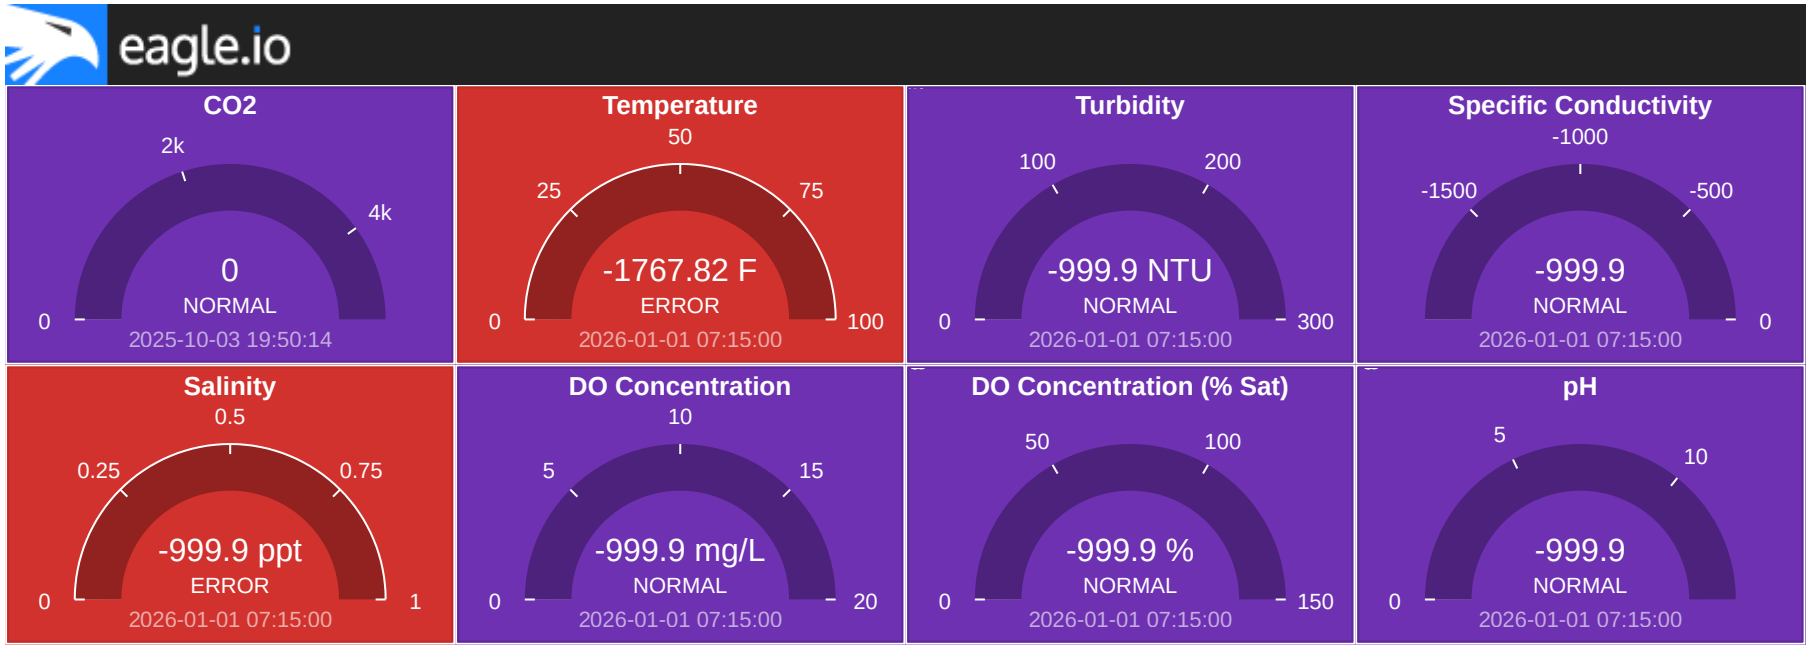 eagle.io
CO2
2k
4k
0
NORMAL
0
2025-10-03 19:50:14
Temperature
50
25
75
-1767.82 F
ERROR
0
100
2026-01-01 07:15:00
Turbidity
100
200
-999.9 NTU
NORMAL
0
300
2026-01-01 07:15:00
Specific Conductivity
-1000
-1500
-500
-999.9
NORMAL
0
2026-01-01 07:15:00
Salinity
0.5
0.25
0.75
-999.9 ppt
ERROR
0
1
2026-01-01 07:15:00
DO Concentration
10
5
15
-999.9 mg/L
NORMAL
0
20
2026-01-01 07:15:00
DO Concentration (% Sat)
50
100
-999.9 %
NORMAL
0
150
2026-01-01 07:15:00
pH
5
10
-999.9
NORMAL
0
2026-01-01 07:15:00